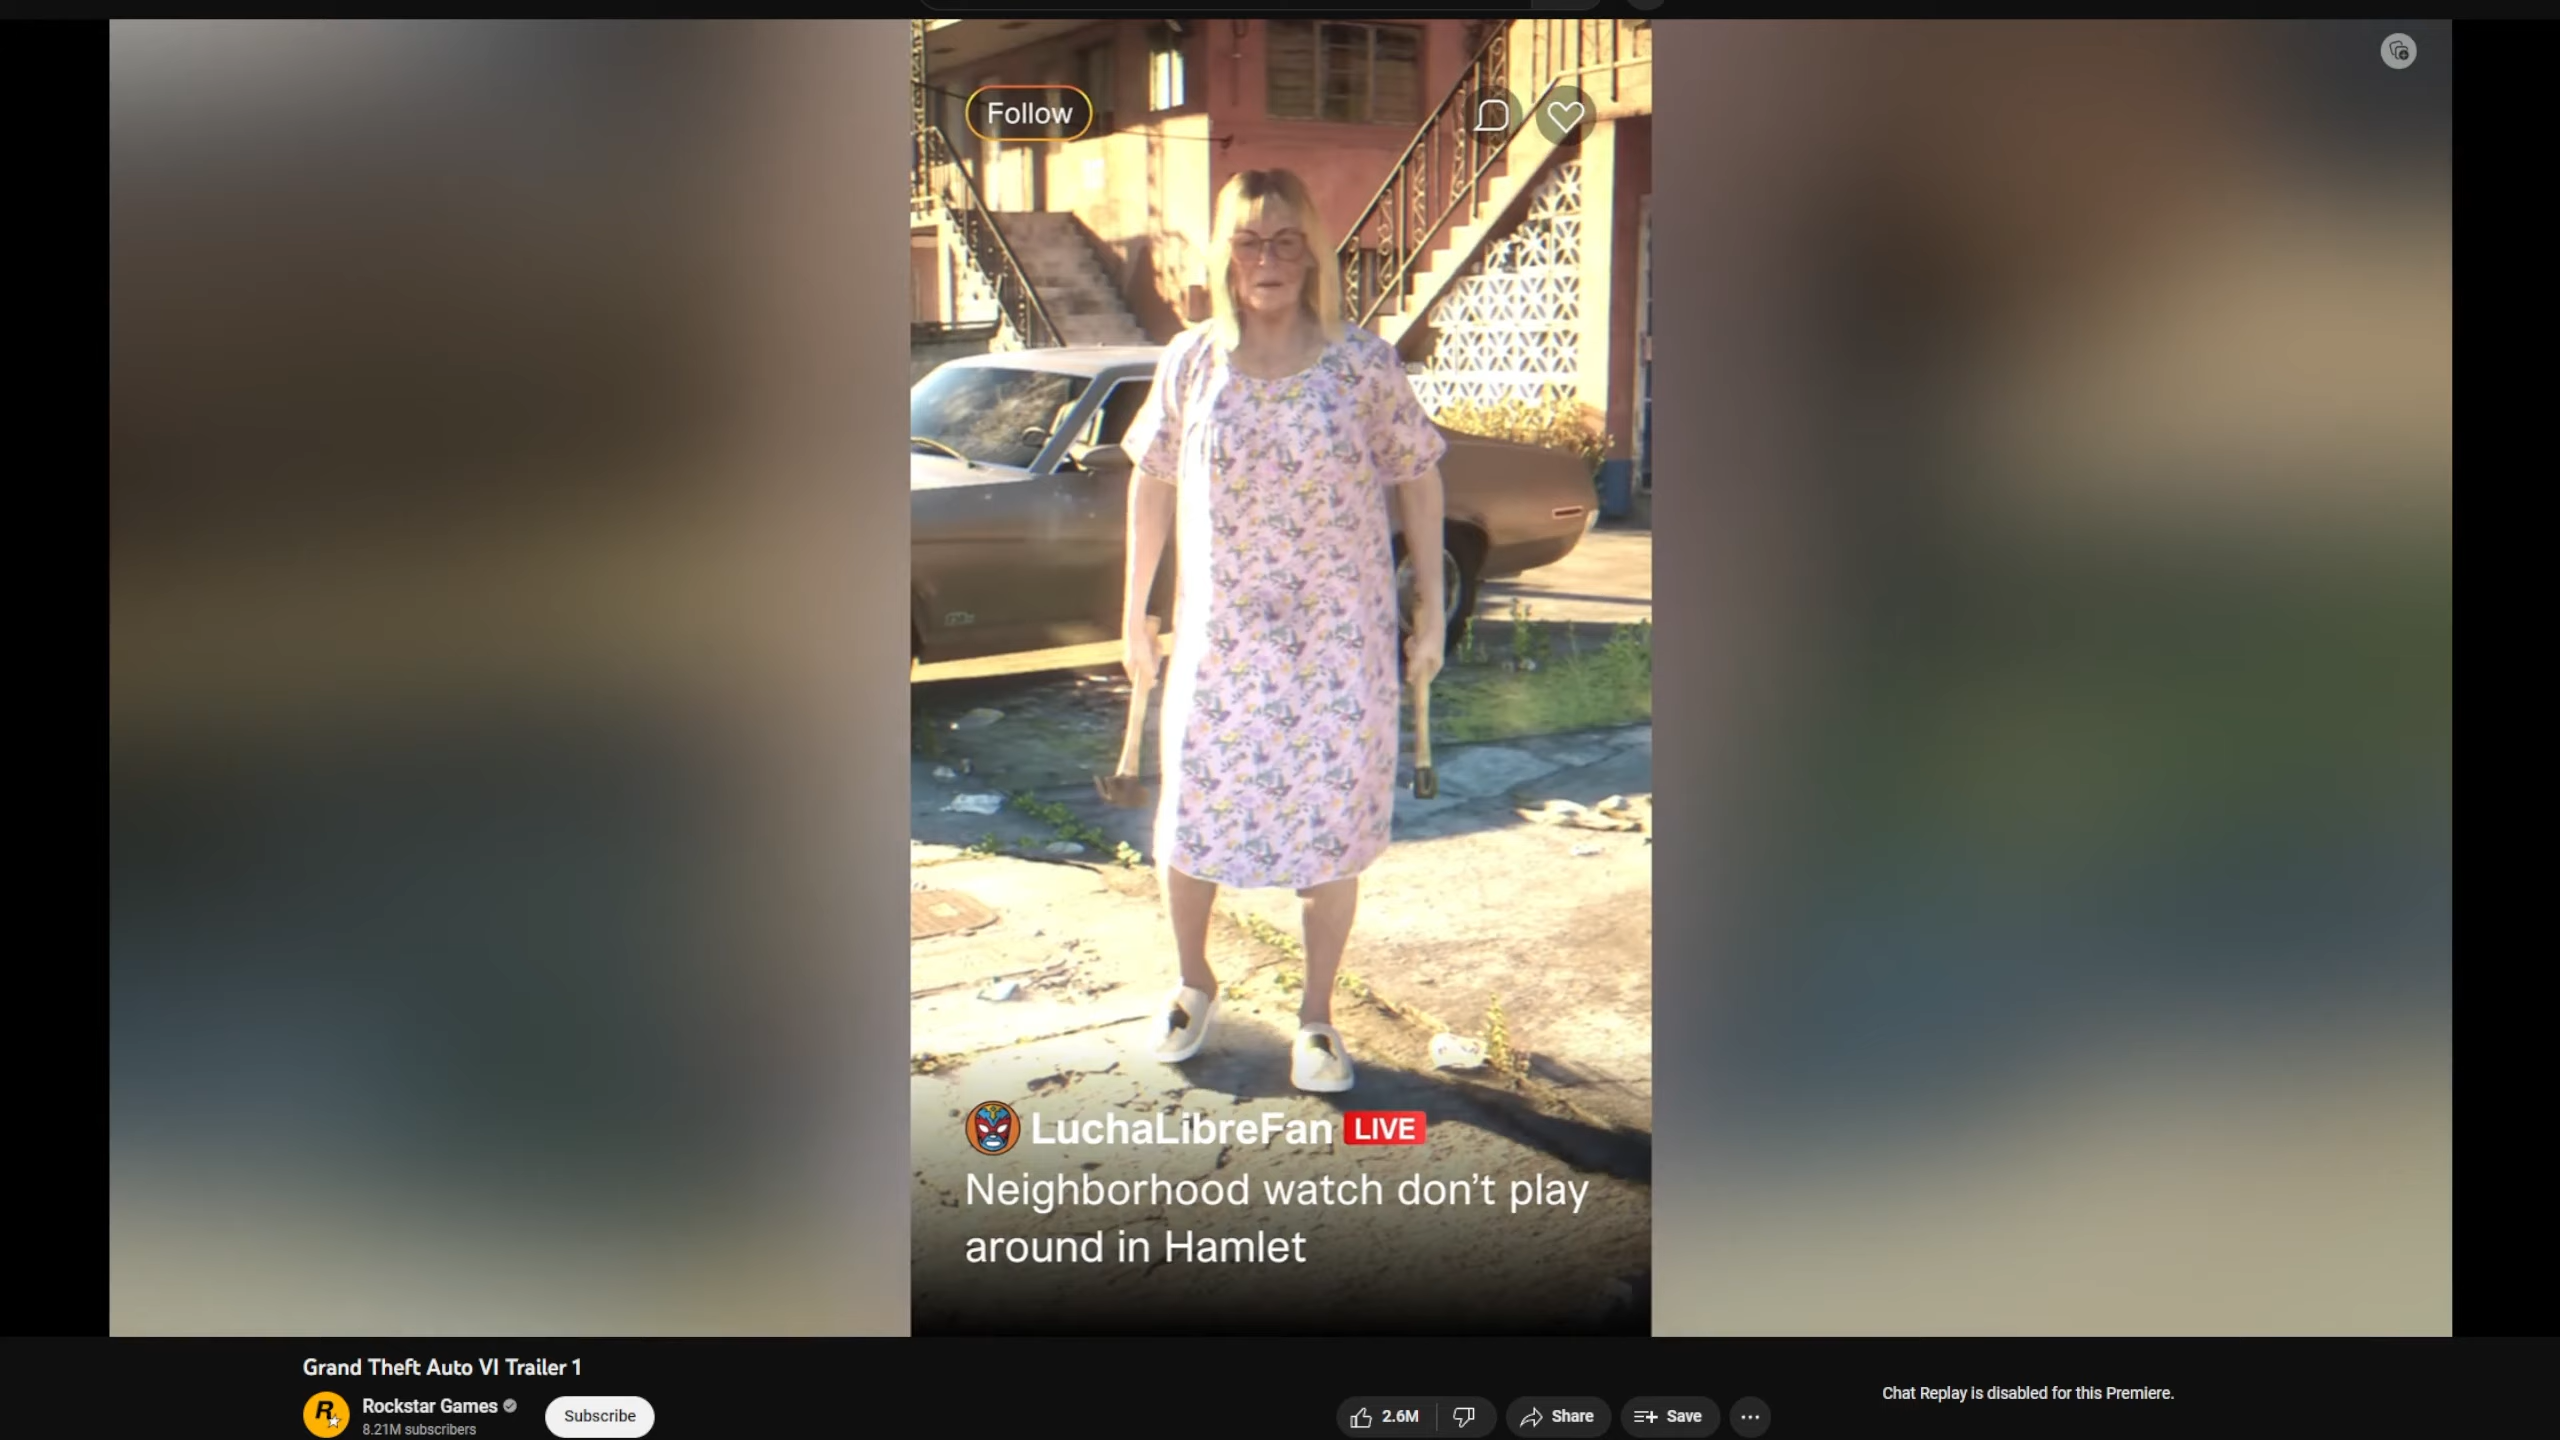 Follow
LuchaLibreFan LIVE
Neighborhood watch don't play
around in Hamlet
Grand Theft Auto VI Trailer 1
Rockstar Games
8.21M subscribers
Subscribe
2.6M
Share
Save
Chat Replay is disabled for this Premiere.